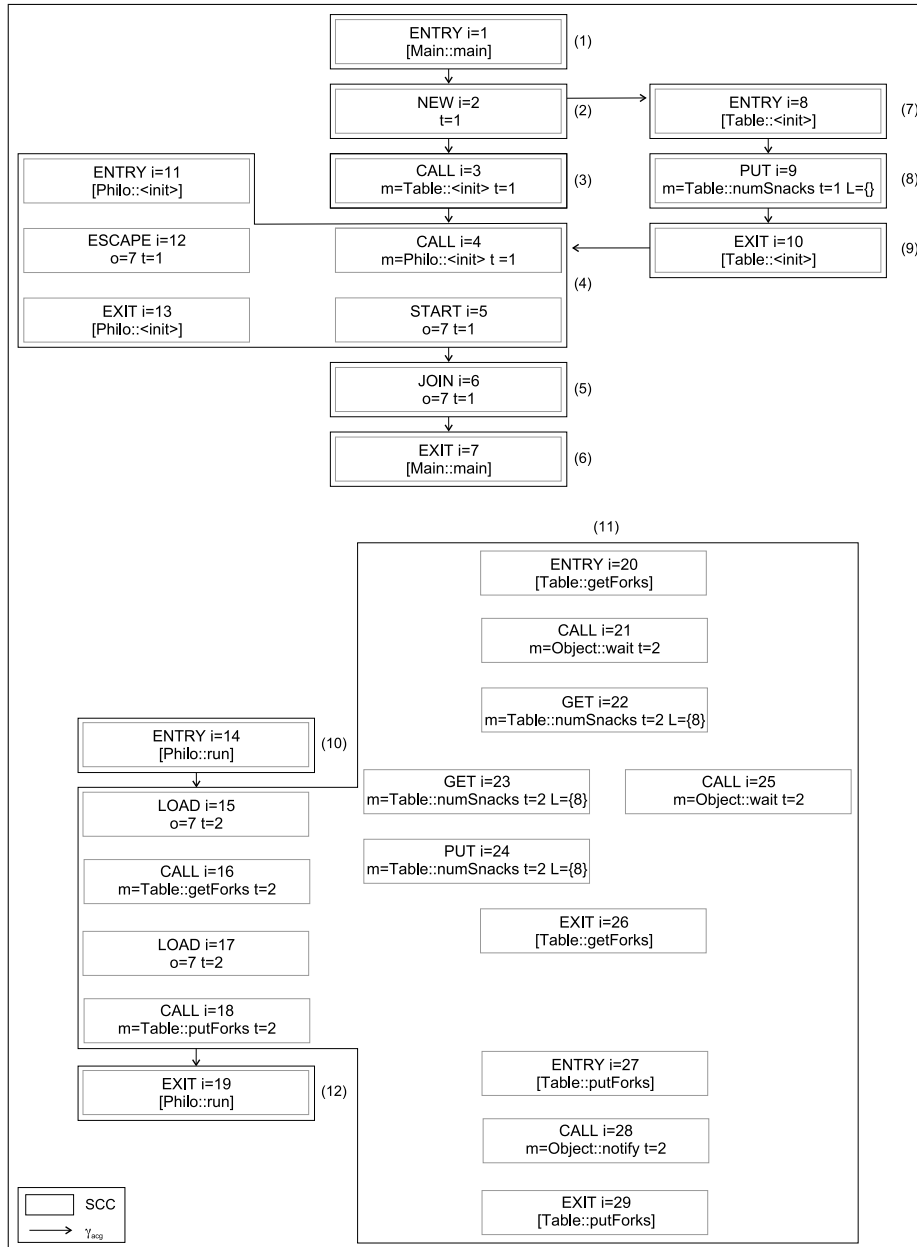 ENTRY i=1
[Main::main]
(1)
NEW i=2
t=1
(2)
ENTRY i=8
[Table::<init>]
(7)
ENTRY i=11
[Philo::<init>]
CALL i=3
m=Table::<init> t=1
(3)
PUT i=9
m=Table::numSnacks t=1 L={}
(8)
ESCAPE i=12
o=7 t=1
CALL i=4
m=Philo::<init> t =1
(4)
EXIT i=10
[Table::<init>]
(9)
EXIT i=13
[Philo::<init>]
START i=5
o=7 t=1
JOIN i=6
o=7 t=1
(5)
EXIT i=7
[Main::main]
(6)
(11)
ENTRY i=20
[Table::getForks]
CALL i=21
m=Object::wait t=2
GET i=22
m=Table::numSnacks t=2 L={8}
ENTRY i=14
[Philo::run]
(10)
GET i=23
m=Table::numSnacks t=2 L={8}
CALL i=25
m=Object::wait t=2
LOAD i=15
o=7 t=2
PUT i=24
m=Table::numSnacks t=2 L={8}
CALL i=16
m=Table::getForks t=2
EXIT i=26
[Table::getForks]
LOAD i=17
o=7 t=2
CALL i=18
m=Table::putForks t=2
ENTRY i=27
[Table::putForks]
EXIT i=19
[Philo::run]
(12)
CALL i=28
m=Object::notify t=2
EXIT i=29
[Table::putForks]
SCC
γacg